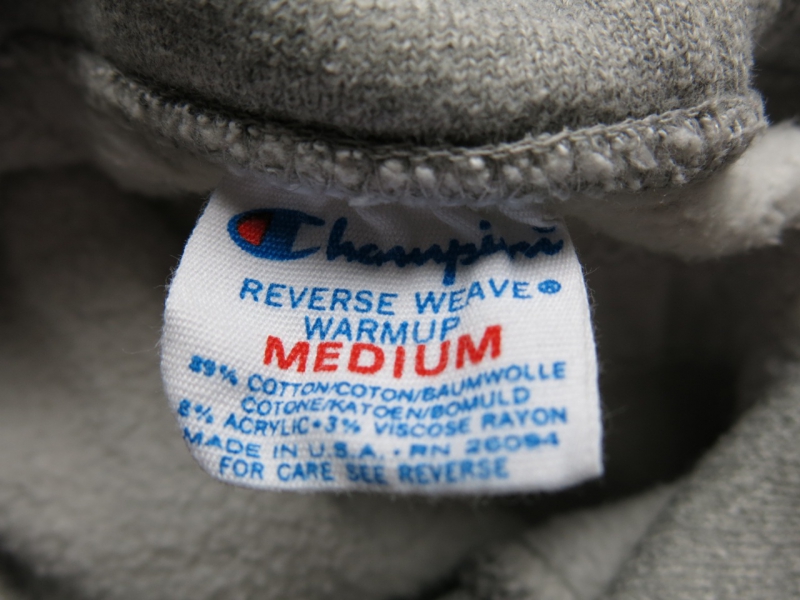 Champion
REVERSE WEAVE®
WARMUP
MEDIUM
89% COTTON/COTON/BAUMWOLLE
COTONE/KATOEN/BOMULD
8% ACRYLIC•3% VISCOSE RAYON
MADE IN U.S.A. • RN 26094
FOR CARE SEE REVERSE